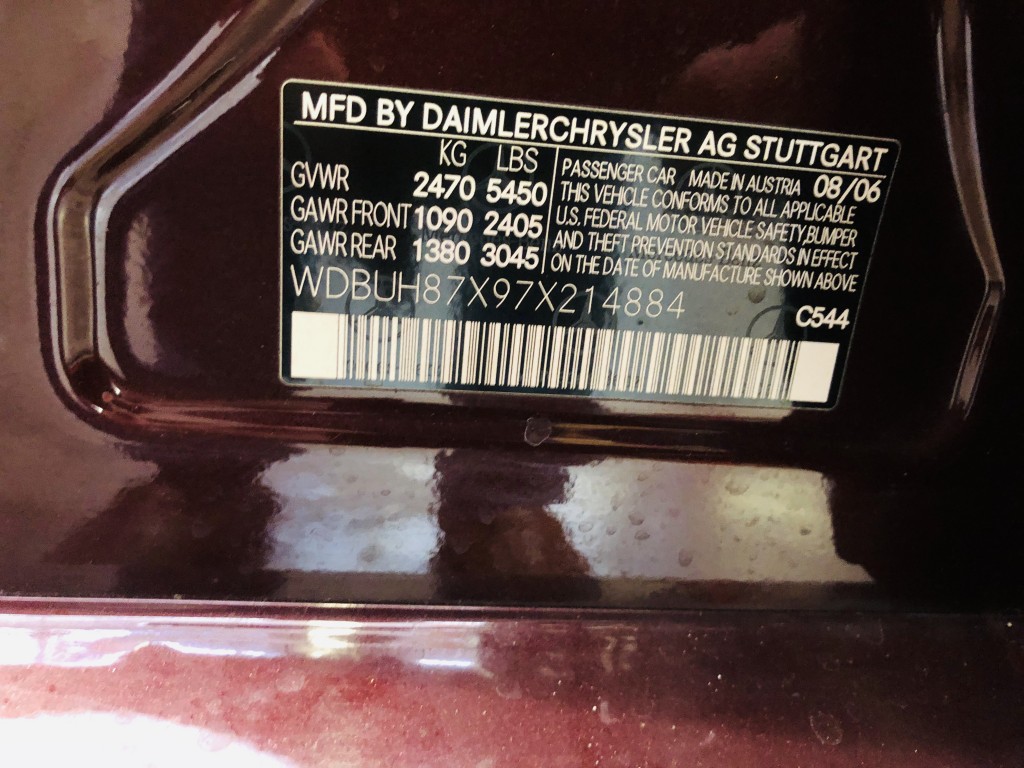 MFD BY DAIMLERCHRYSLER AG STUTTGART
KG LBS
GVWR 2470 5450
GAWR FRONT 1090 2405
GAWR REAR 1380 3045
PASSENGER CAR MADE IN AUSTRIA 08/06
THIS VEHICLE CONFORMS TO ALL APPLICABLE
U.S. FEDERAL MOTOR VEHICLE SAFETY,BUMPER
AND THEFT PREVENTION STANDARDS IN EFFECT
ON THE DATE OF MANUFACTURE SHOWN ABOVE
WDBUH87X97X214884
C544